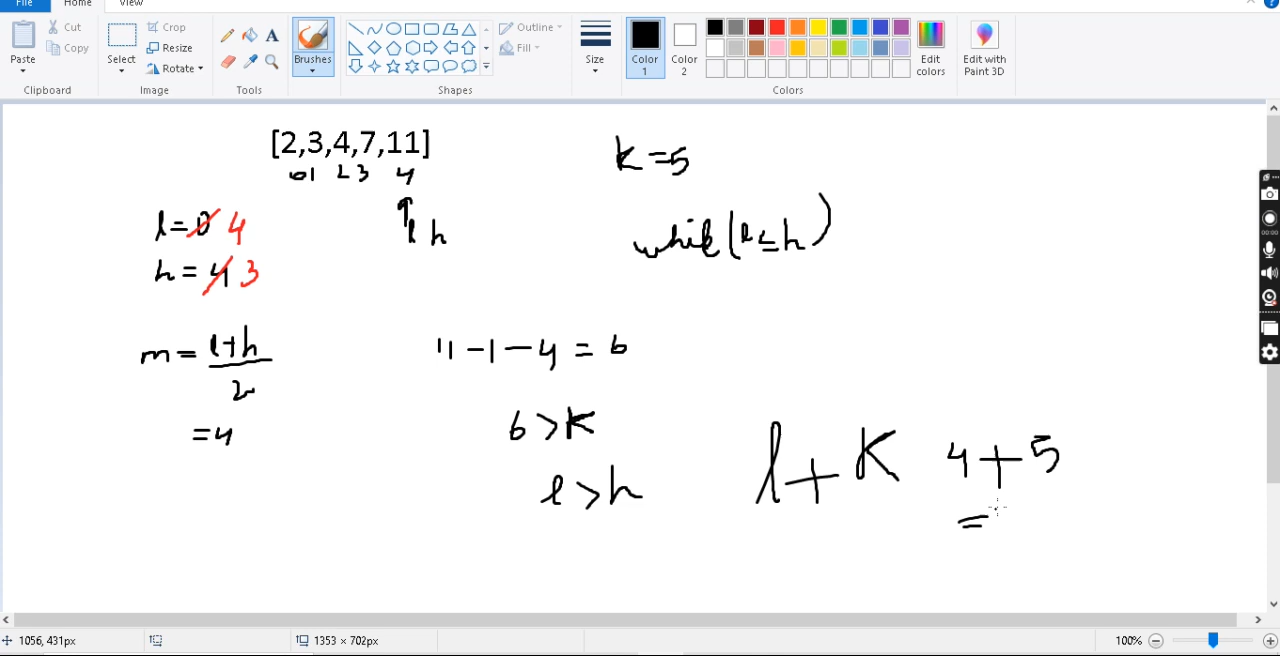 File
Home
View
Paste
Cut
Copy
Clipboard
Select
Crop
Resize
Rotate
Image
Tools
Brushes
Shapes
Outline
Fill
Size
Color 1
Color 2
Edit colors
Edit with Paint 3D
Colors
[2,3,4,7,11]
0 1 2 3 4
k = 5
l h
l = 0 4
h = 4 3
while (l ≤ h)
m = l+h
2
= 4
11 - 1 - 4 = 6
6 > K
l > h
l + K 4 + 5
=
00:00
1056, 431px
1353 × 702px
100%